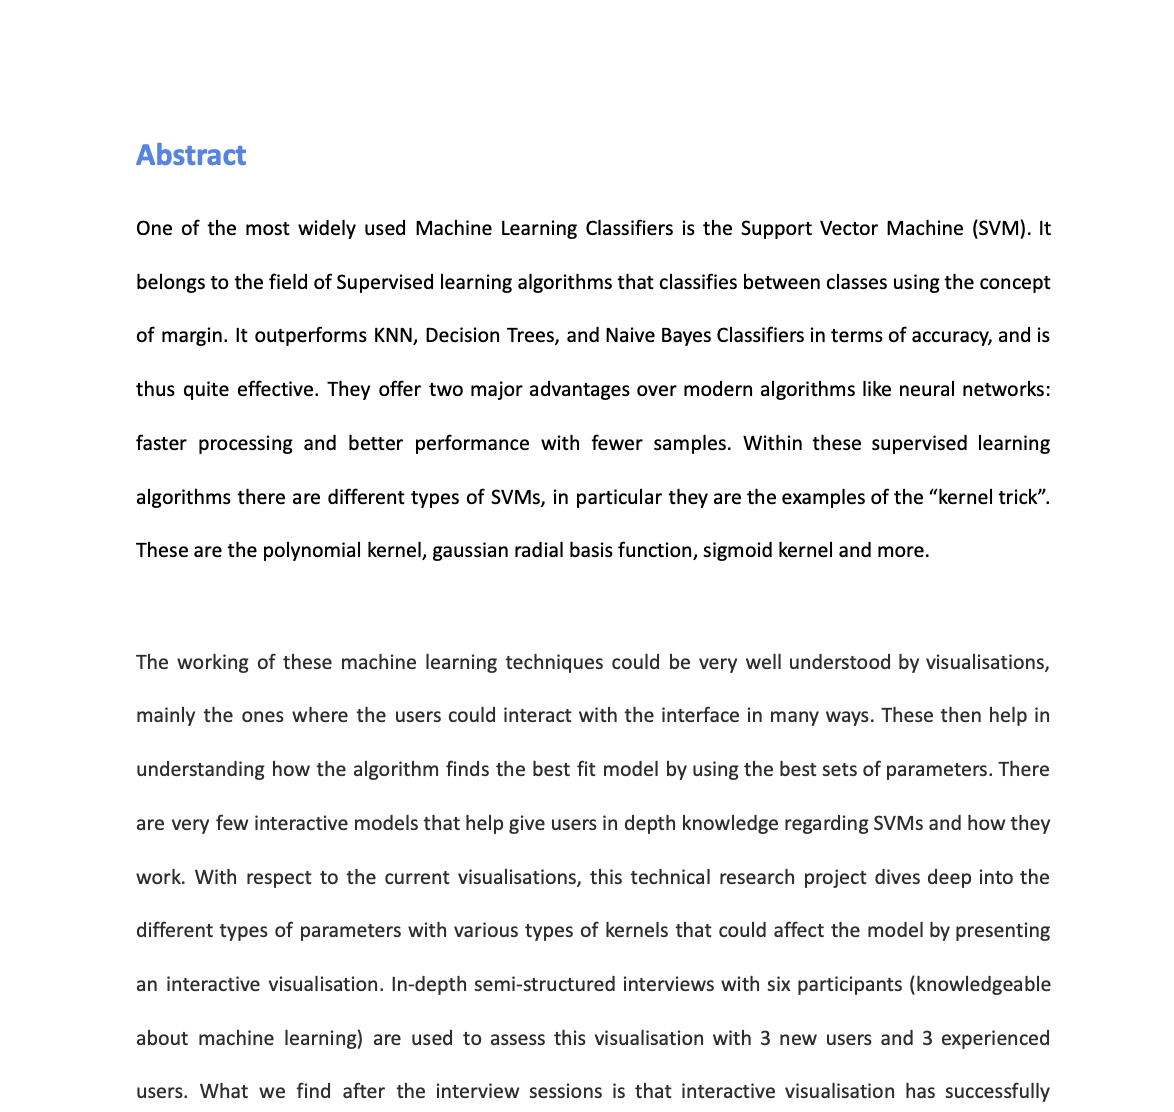 Abstract
One of the most widely used Machine Learning Classifiers is the Support Vector Machine (SVM). It
belongs to the field of Supervised learning algorithms that classifies between classes using the concept
of margin. It outperforms KNN, Decision Trees, and Naive Bayes Classifiers in terms of accuracy, and is
thus quite effective. They offer two major advantages over modern algorithms like neural networks:
faster processing and better performance with fewer samples. Within these supervised learning
algorithms there are different types of SVMs, in particular they are the examples of the “kernel trick”.
These are the polynomial kernel, gaussian radial basis function, sigmoid kernel and more.
The working of these machine learning techniques could be very well understood by visualisations,
mainly the ones where the users could interact with the interface in many ways. These then help in
understanding how the algorithm finds the best fit model by using the best sets of parameters. There
are very few interactive models that help give users in depth knowledge regarding SVMs and how they
work. With respect to the current visualisations, this technical research project dives deep into the
different types of parameters with various types of kernels that could affect the model by presenting
an interactive visualisation. In-depth semi-structured interviews with six participants (knowledgeable
about machine learning) are used to assess this visualisation with 3 new users and 3 experienced
users. What we find after the interview sessions is that interactive visualisation has successfully